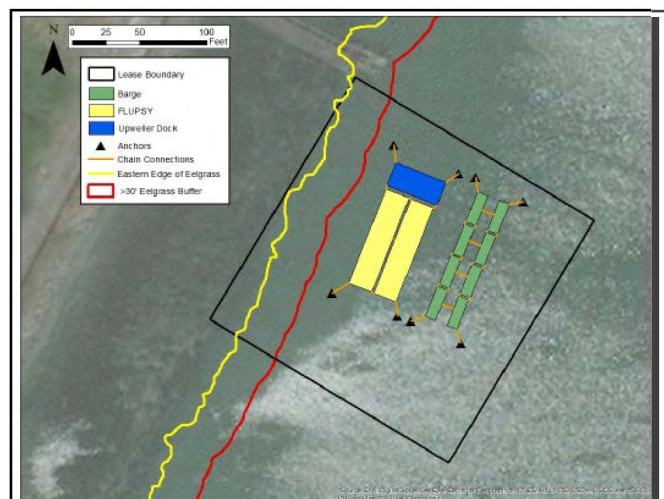 N
0 25 50 100
Feet
Lease Boundary
Barge
FLUPSY
Upweller Dock
Anchors
Chain Connections
Eastern Edge of Eelgrass
>30' Eelgrass Buffer